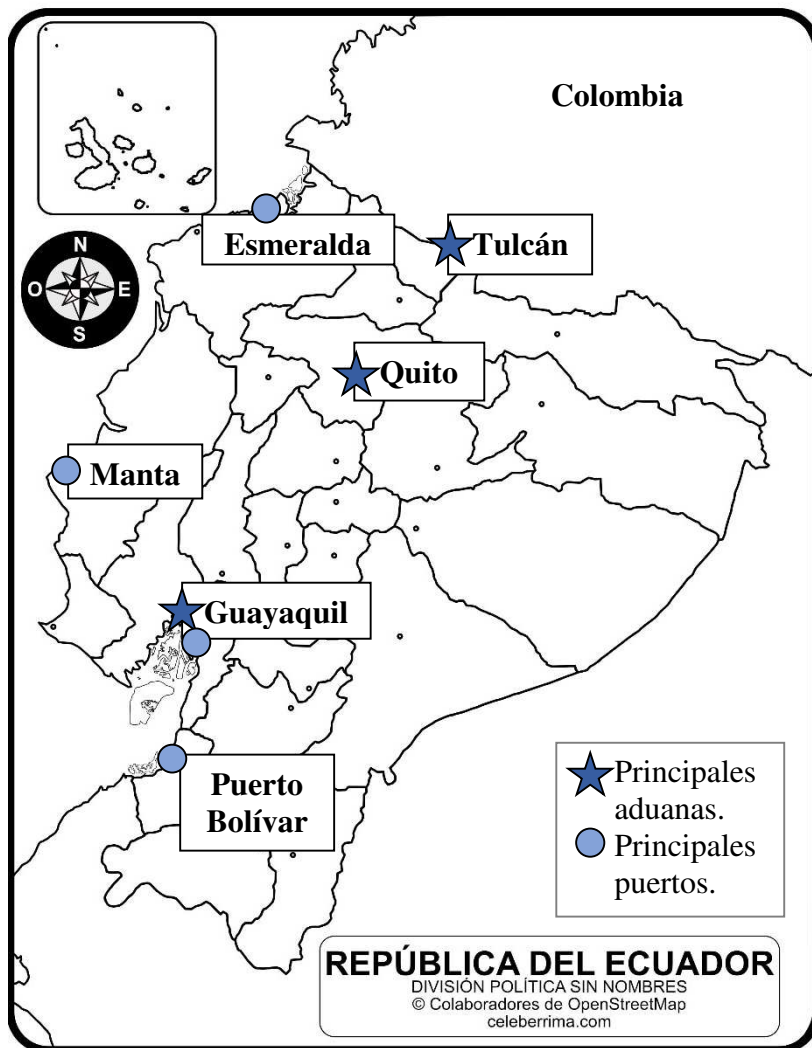 Colombia
Esmeralda
Tulcán
N
O
E
S
Quito
Manta
Guayaquil
Puerto
Bolívar
Principales
aduanas.
Principales
puertos.
REPÚBLICA DEL ECUADOR
DIVISIÓN POLÍTICA SIN NOMBRES
© Colaboradores de OpenStreetMap
celeberrima.com